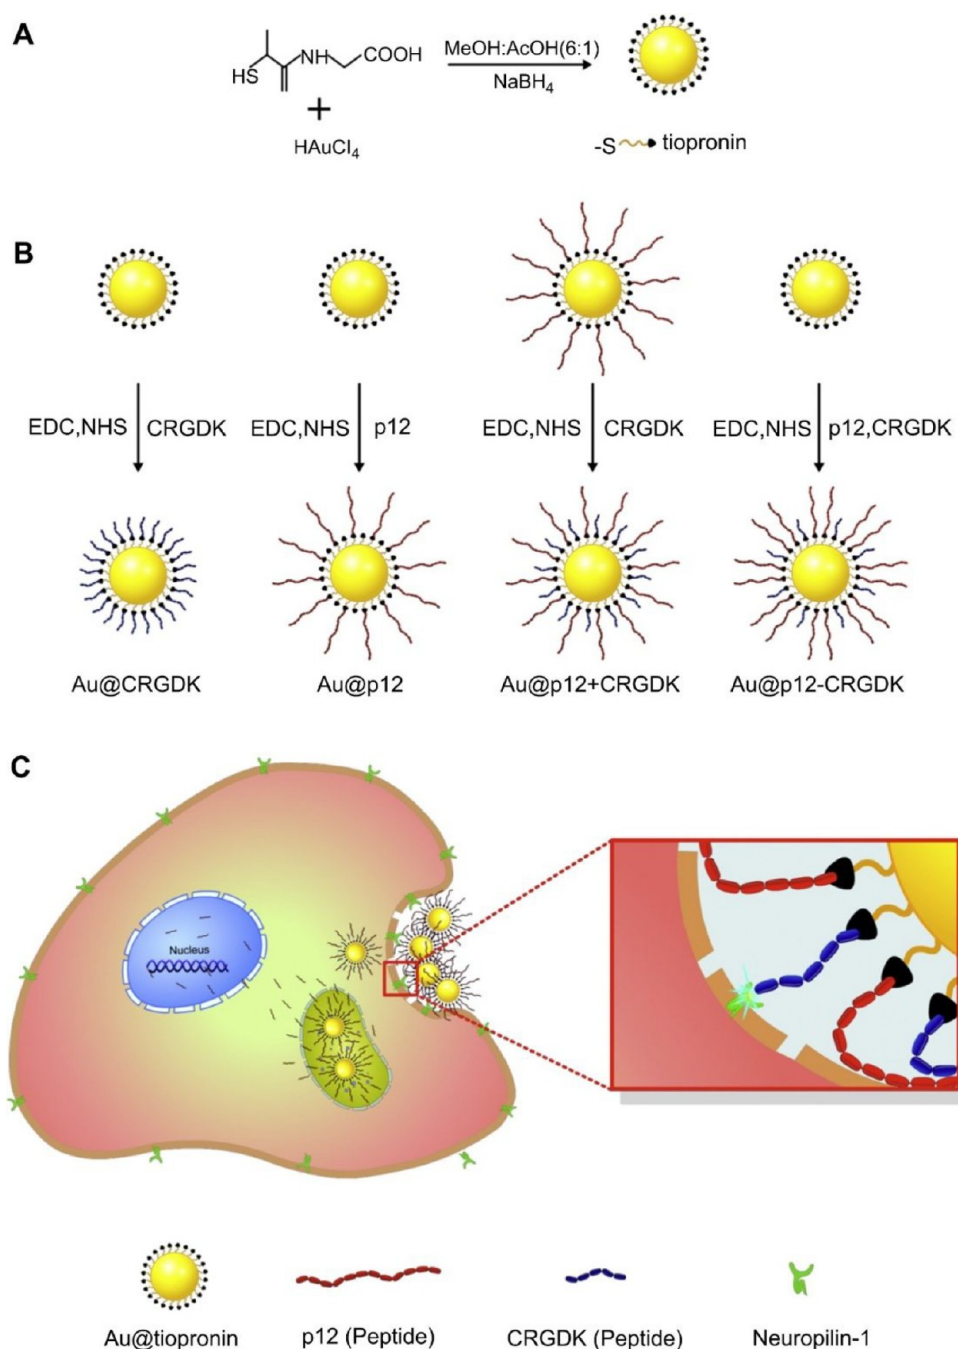 A
HS
NH
COOH
+
HAuCl4
MeOH:AcOH(6:1)
NaBH4
-S tiopronin
B
EDC,NHS CRGDK
EDC,NHS p12
EDC,NHS CRGDK
EDC,NHS p12,CRGDK
Au@CRGDK
Au@p12
Au@p12+CRGDK
Au@p12-CRGDK
C
Nucleus
Au@tiopronin
p12 (Peptide)
CRGDK (Peptide)
Neuropilin-1